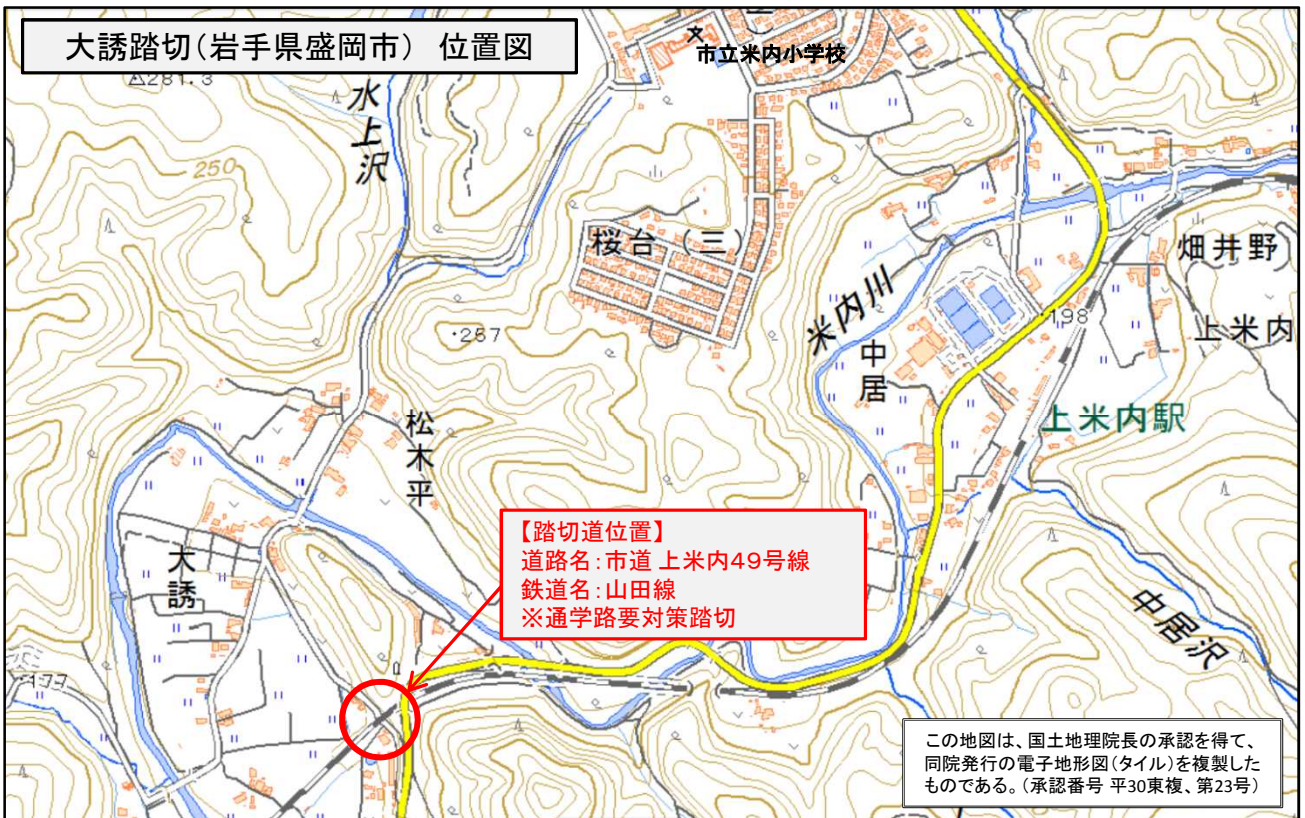 大誘踏切(岩手県盛岡市) 位置図
市立米内小学校
281.3
水上沢
250
桜台(三)
畑井野
米内川
198
上米内
・257
中居
松木平
上米内駅
【踏切道位置】
道路名:市道 上米内49号線
鉄道名:山田線
※通学路要対策踏切
大誘
中居沢
177
この地図は、国土地理院長の承認を得て、
同院発行の電子地形図(タイル)を複製した
ものである。(承認番号 平30東複、第23号)